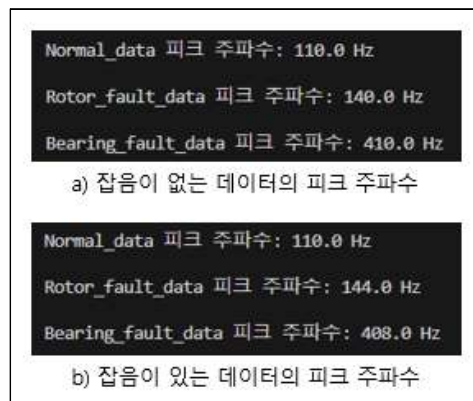 Normal_data 피크 주파수: 110.0 Hz
Rotor_fault_data 피크 주파수: 140.0 Hz
Bearing_fault_data 피크 주파수: 410.0 Hz
a) 잡음이 없는 데이터의 피크 주파수
Normal_data 피크 주파수: 110.0 Hz
Rotor_fault_data 피크 주파수: 144.0 Hz
Bearing_fault_data 피크 주파수: 408.0 Hz
b) 잡음이 있는 데이터의 피크 주파수